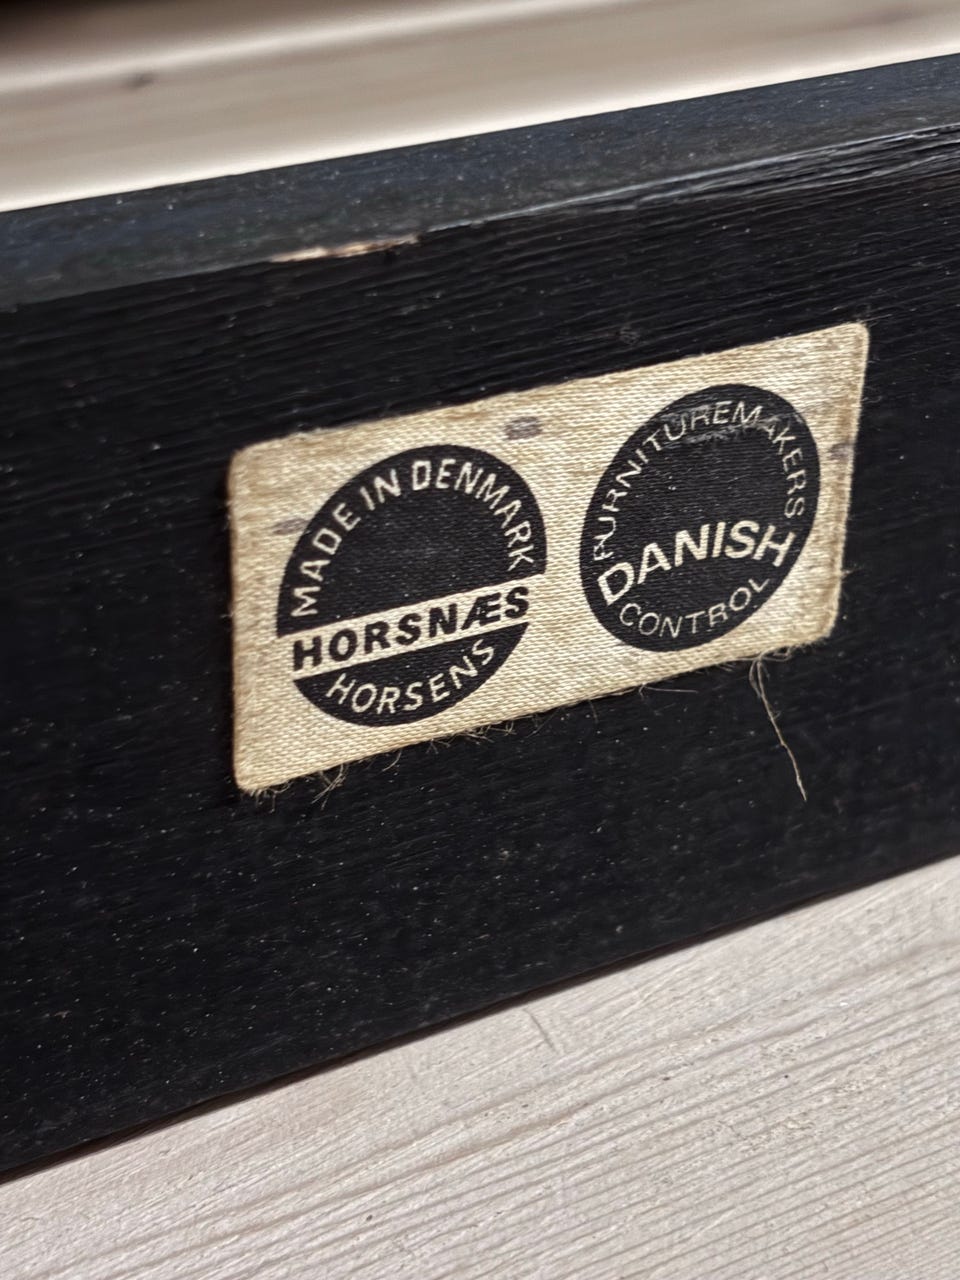 MADE IN DENMARK
HORSNÆS
HORSENS
FURNITUREMAKERS
DANISH
CONTROL